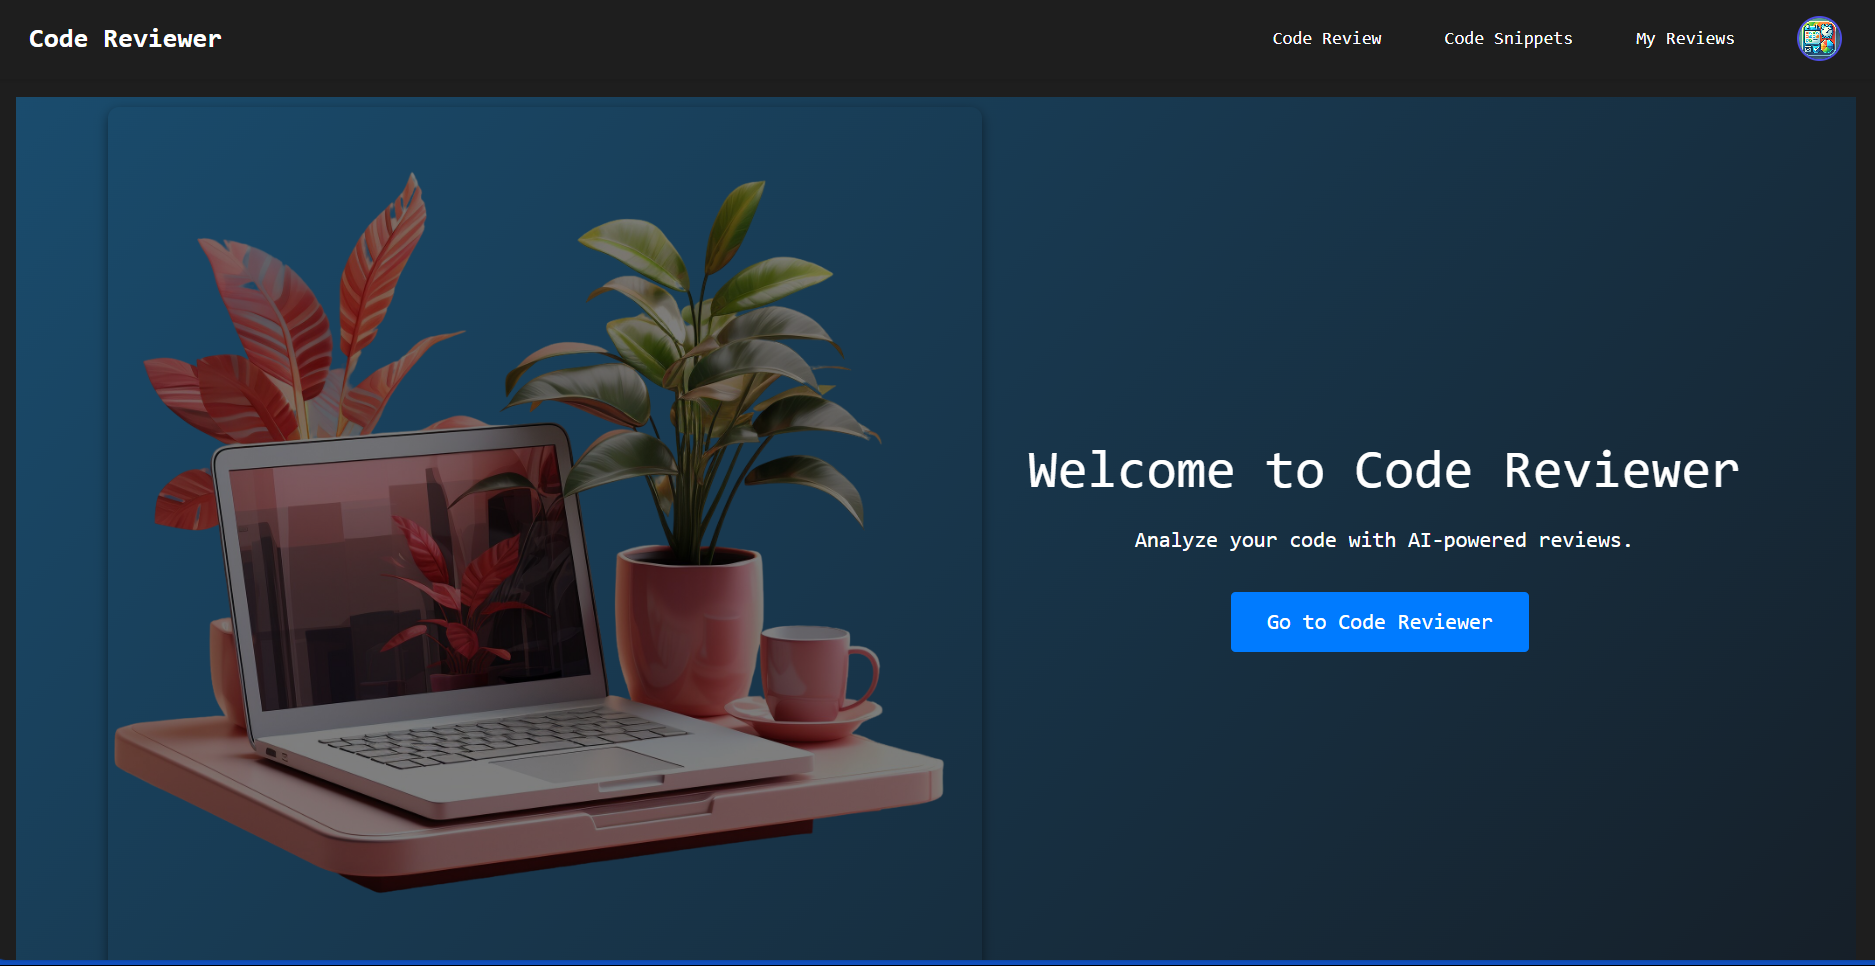 Code Reviewer
Code Review
Code Snippets
My Reviews
Welcome to Code Reviewer
Analyze your code with AI-powered reviews.
Go to Code Reviewer